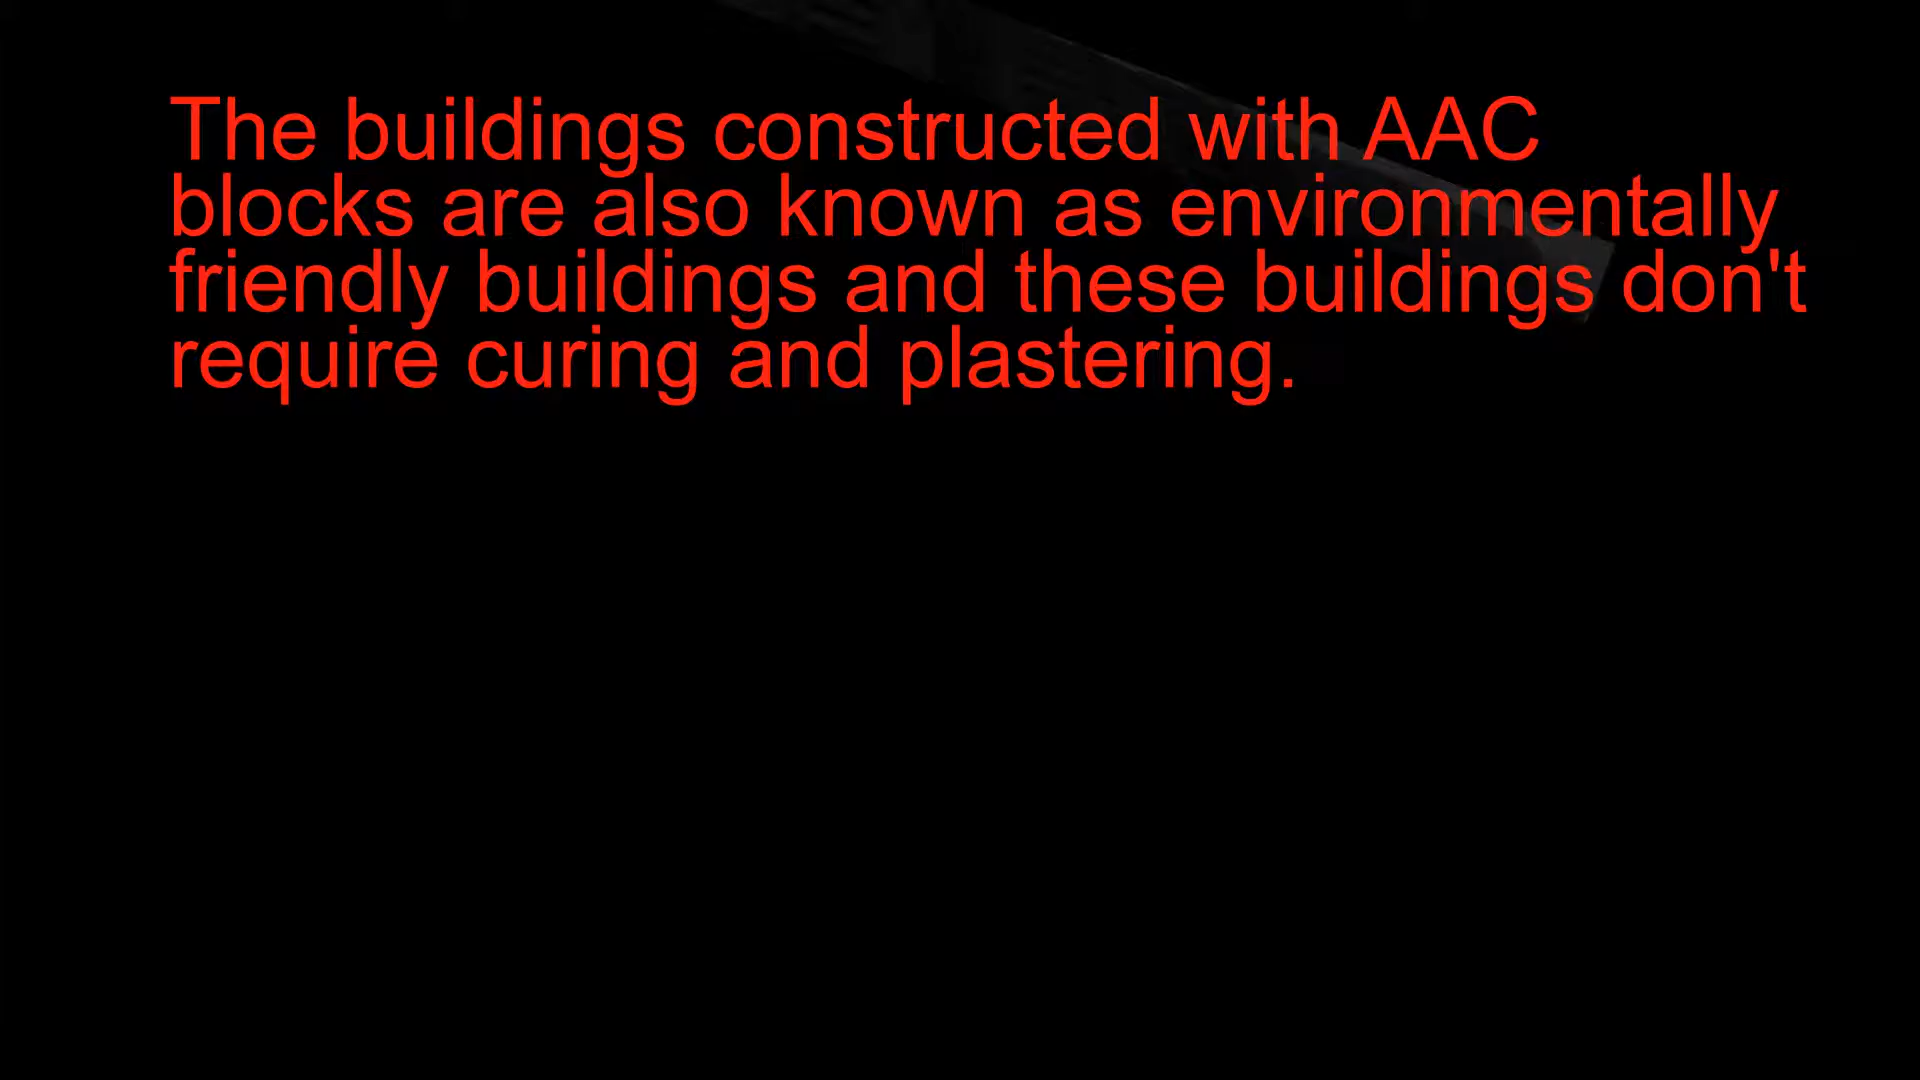 The buildings constructed with AAC
blocks are also known as environmentally
friendly buildings and these buildings don't
require curing and plastering.